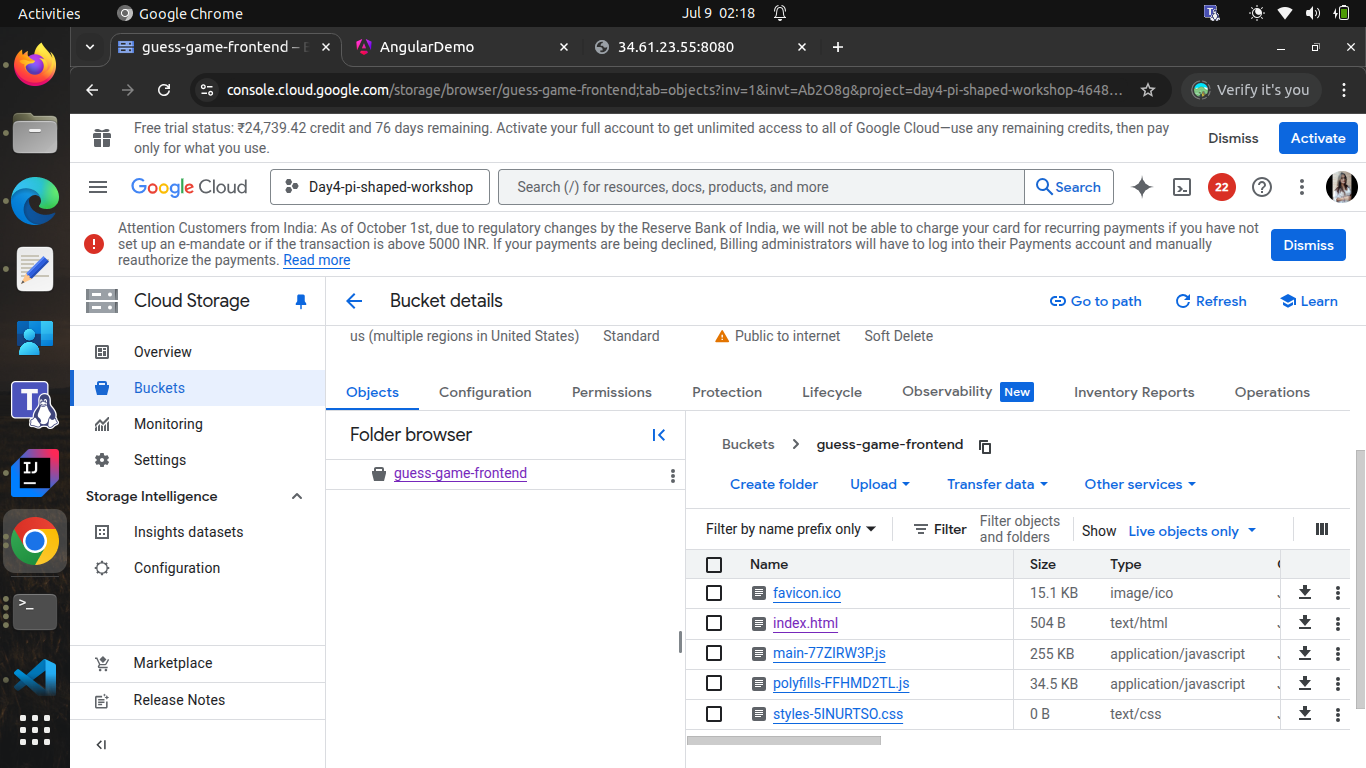 Activities
Google Chrome
Jul 9 02:18
guess-game-frontend – E
AngularDemo
34.61.23.55:8080
console.cloud.google.com/storage/browser/guess-game-frontend;tab=objects?inv=1&invt=Ab2O8g&project=day4-pi-shaped-workshop-4648...
Verify it's you
Free trial status: ₹24,739.42 credit and 76 days remaining. Activate your full account to get unlimited access to all of Google Cloud—use any remaining credits, then pay
only for what you use.
Dismiss
Activate
Google Cloud
Day4-pi-shaped-workshop
Search (/) for resources, docs, products, and more
Search
22
Attention Customers from India: As of October 1st, due to regulatory changes by the Reserve Bank of India, we will not be able to charge your card for recurring payments if you have not
set up an e-mandate or if the transaction is above 5000 INR. If your payments are being declined, Billing administrators will have to log into their Payments account and manually
reauthorize the payments. Read more
Dismiss
Cloud Storage
Bucket details
Go to path
Refresh
Learn
us (multiple regions in United States)
Standard
Public to internet
Soft Delete
Overview
Buckets
Monitoring
Settings
Storage Intelligence
Insights datasets
Configuration
Marketplace
Release Notes
Objects
Configuration
Permissions
Protection
Lifecycle
Observability New
Inventory Reports
Operations
Folder browser
guess-game-frontend
Buckets > guess-game-frontend
Create folder
Upload
Transfer data
Other services
Filter by name prefix only
Filter
Filter objects
and folders
Show
Live objects only
Name Size Type
favicon.ico 15.1 KB image/ico
index.html 504 B text/html
main-77ZIRW3P.js 255 KB application/javascript
polyfills-FFHMD2TL.js 34.5 KB application/javascript
styles-5INURTSO.css 0 B text/css